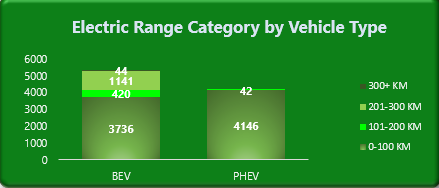 Electric Range Category by Vehicle Type
6000
5000
4000
3000
2000
1000
0
44
1141
420
3736
42
4146
BEV
PHEV
300+ KM
201-300 KM
101-200 KM
0-100 KM